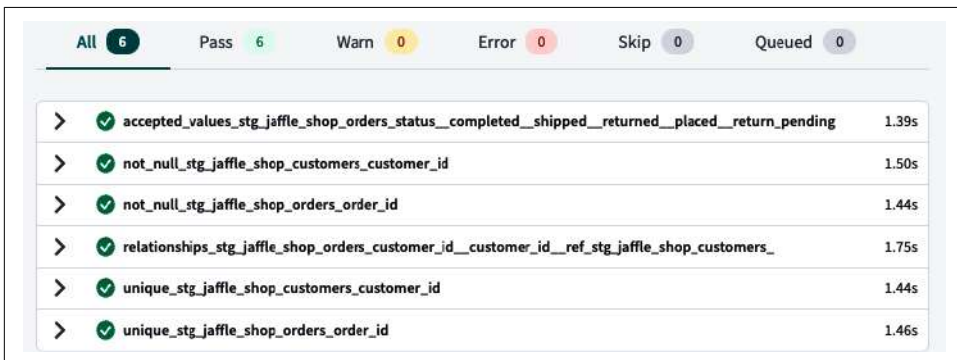 All 6 Pass 6 Warn 0 Error 0 Skip 0 Queued 0
accepted_values_stg_jaffle_shop_orders_status__completed__shipped__returned__placed__return_pending 1.39s
not_null_stg_jaffle_shop_customers_customer_id 1.50s
not_null_stg_jaffle_shop_orders_order_id 1.44s
relationships_stg_jaffle_shop_orders_customer_id__customer_id__ref_stg_jaffle_shop_customers_ 1.75s
unique_stg_jaffle_shop_customers_customer_id 1.44s
unique_stg_jaffle_shop_orders_order_id 1.46s